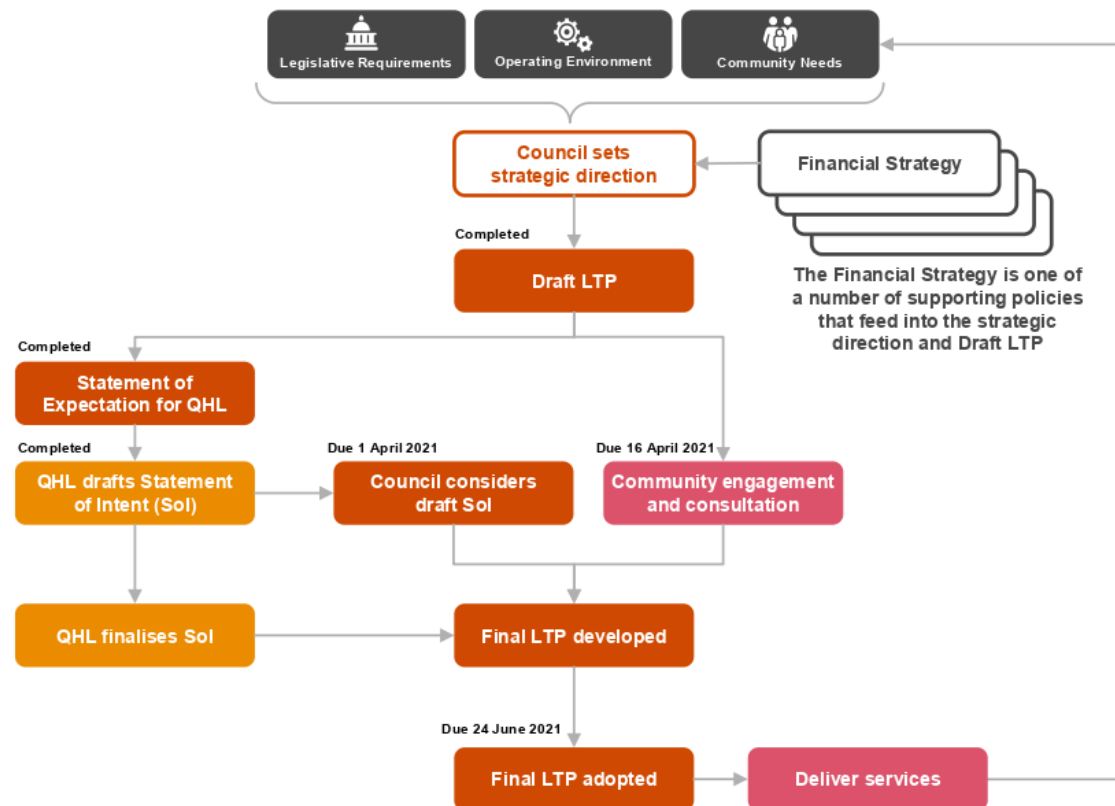 Legislative Requirements
Operating Environment
Community Needs
Council sets
strategic direction
Financial Strategy
Completed
Draft LTP
The Financial Strategy is one of
a number of supporting policies
that feed into the strategic
direction and Draft LTP
Completed
Statement of
Expectation for QHL
Completed
QHL drafts Statement
of Intent (SoI)
Due 1 April 2021
Council considers
draft SoI
Due 16 April 2021
Community engagement
and consultation
QHL finalises SoI
Final LTP developed
Due 24 June 2021
Final LTP adopted
Deliver services